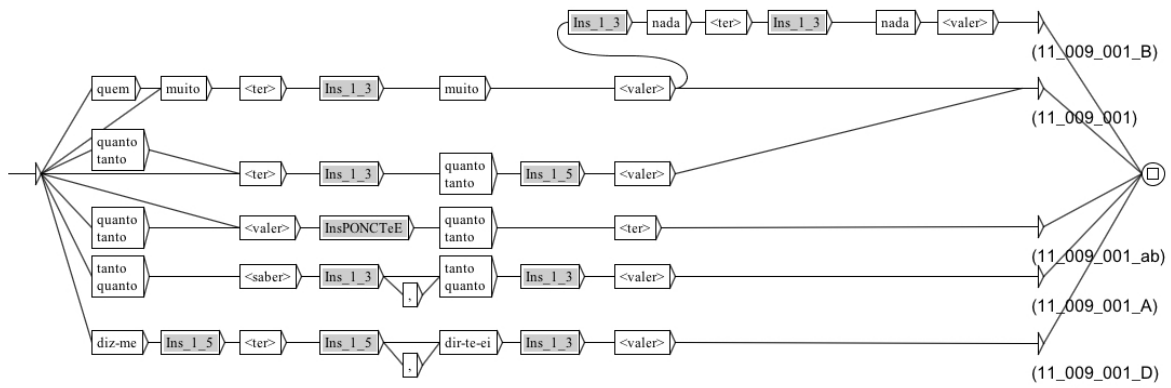 Ins_1_3 nada <ter> Ins_1_3 nada <valer>
(11_009_001_B)
quem muito <ter> Ins_1_3 muito <valer>
(11_009_001)
quanto
tanto
<ter> Ins_1_3 quanto Ins_1_5 <valer>
tanto
quanto <valer> InsPONCTeE quanto <ter>
tanto tanto
(11_009_001_ab)
tanto <saber> Ins_1_3 , tanto Ins_1_3 <valer>
quanto quanto
(11_009_001_A)
diz-me Ins_1_5 <ter> Ins_1_5 , dir-te-ei Ins_1_3 <valer>
(11_009_001_D)